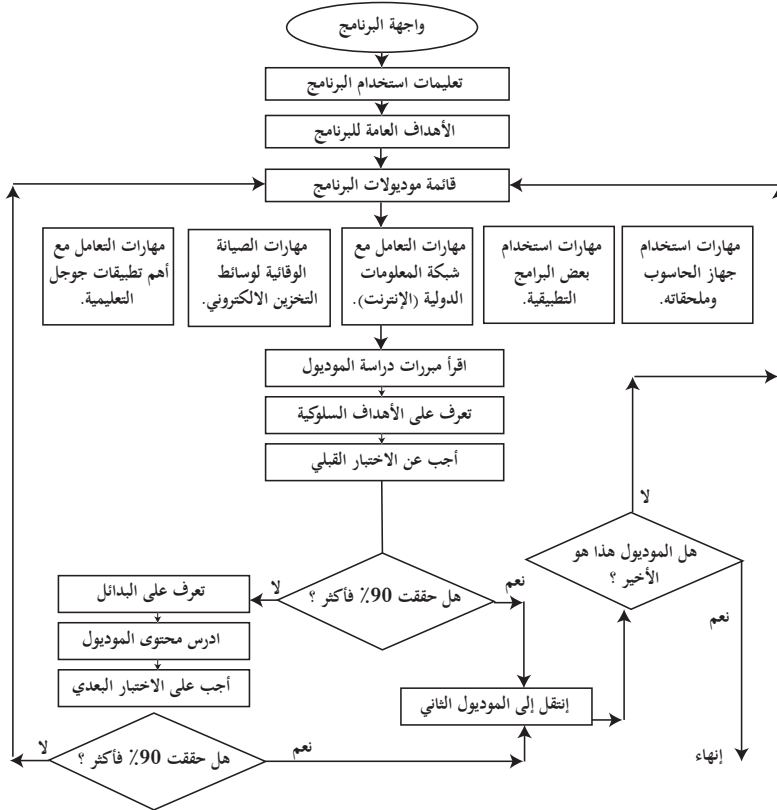 واجهة البرنامج
تعليمات استخدام البرنامج
الأهداف العامة للبرنامج
قائمة موديولات البرنامج
مهارات استخدام
جهاز الحاسوب
وملحقاته.
مهارات استخدام
بعض البرامج
التطبيقية.
مهارات التعامل مع
شبكة المعلومات
الدولية (الإنترنت).
مهارات الصيانة
الوقائية لوسائط
التخزين الالكتروني.
مهارات التعامل مع
أهم تطبيقات جوجل
التعليمية.
اقرأ مبررات دراسة الموديول
تعرف على الأهداف السلوكية
أجب عن الاختبار القبلي
هل حققت 90٪ فأكثر ؟
نعم
لا
تعرف على البدائل
ادرس محتوى الموديول
أجب على الاختبار البعدي
هل حققت 90٪ فأكثر ؟
نعم
لا
إنتقل إلى الموديول الثاني
هل الموديول هذا هو
الأخير ؟
لا
نعم
إنهاء